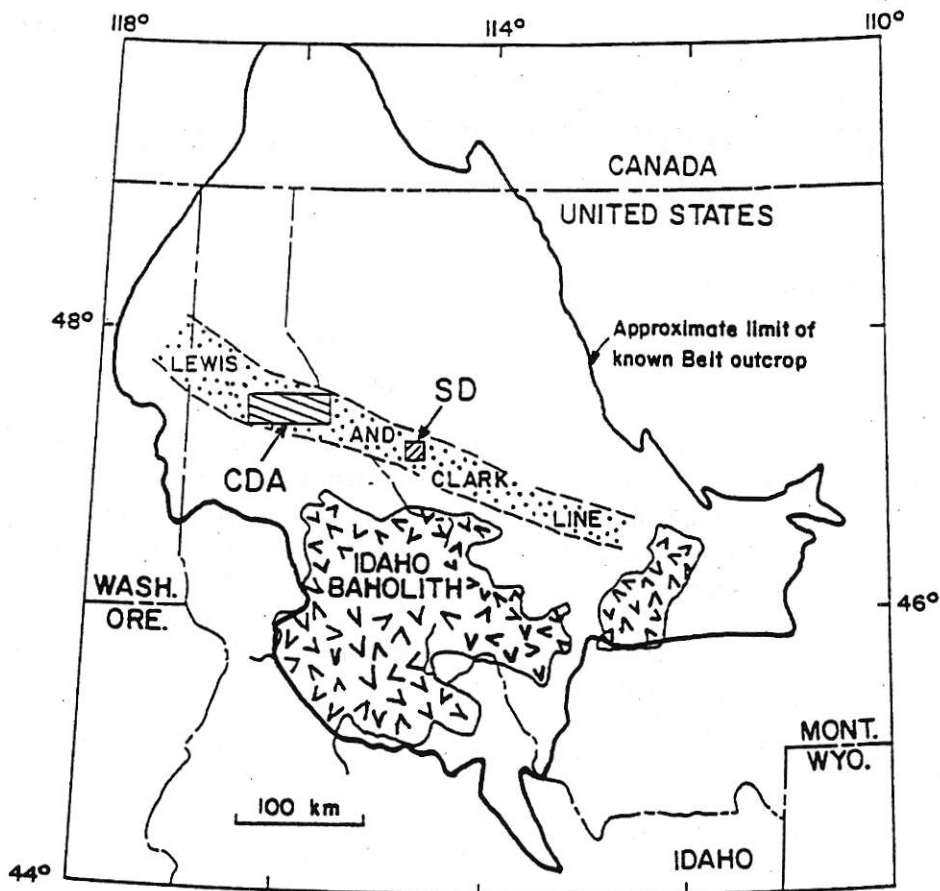 118°
114°
110°
CANADA
UNITED STATES
48°
Approximate limit of
known Belt outcrop
LEWIS
SD
AND
CDA
CLARK
LINE
IDAHO
BAHOLITH
WASH.
ORE.
46°
MONT.
WYO.
100 km
IDAHO
44°